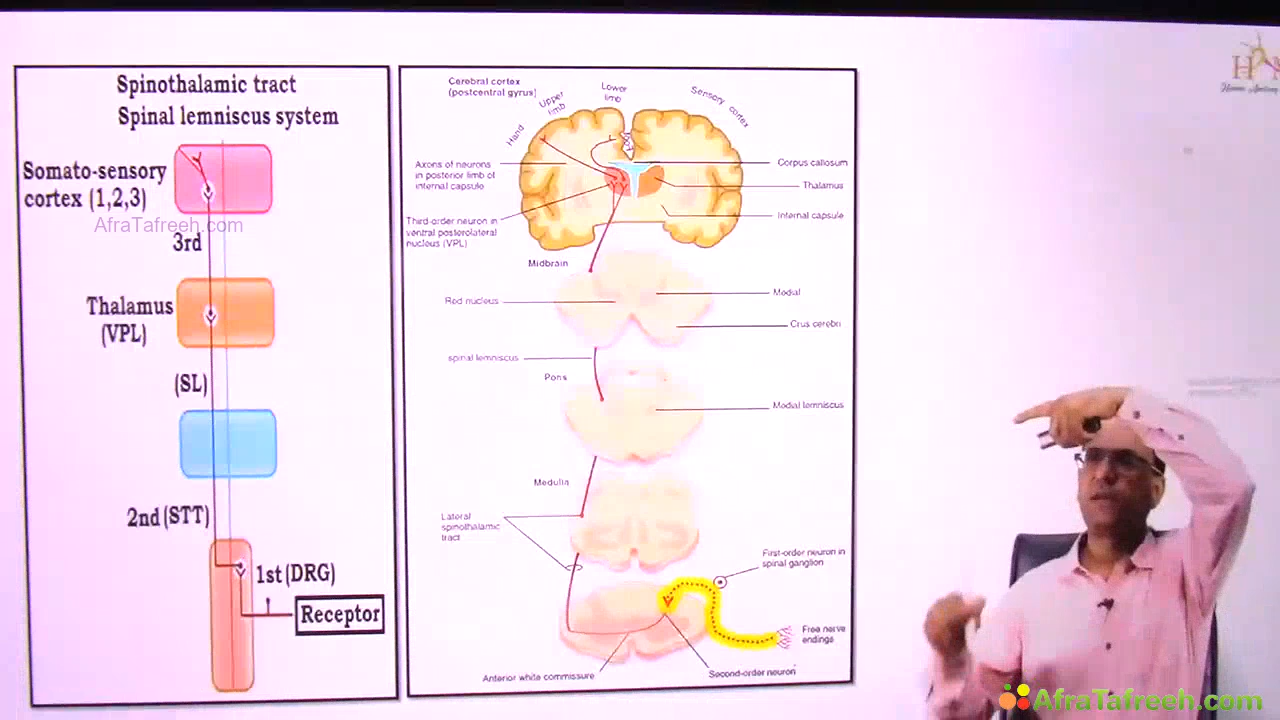 Spinothalamic tract
Spinal lemniscus system
Somato-sensory
cortex (1,2,3)
AfraTafreeh.com
3rd
Thalamus
(VPL)
(SL)
2nd (STT)
1st (DRG)
Receptor
Cerebral cortex
(postcentral gyrus)
Hand
Upper
limb
Lower
limb
Sensory cortex
Axons of neurons
in posterior limb of
internal capsule
Corpus callosum
Thalamus
Third-order neuron in
ventral posterolateral
nucleus (VPL)
Internal capsule
Midbrain
Red nucleus
Medial
Crus cerebri
spinal lemniscus
Pons
Medial lemniscus
Medulla
Lateral
spinothalamic
tract
First-order neuron in
spinal ganglion
Free nerve
endings
Anterior white commissure
Second-order neuron
AfraTafreeh.com